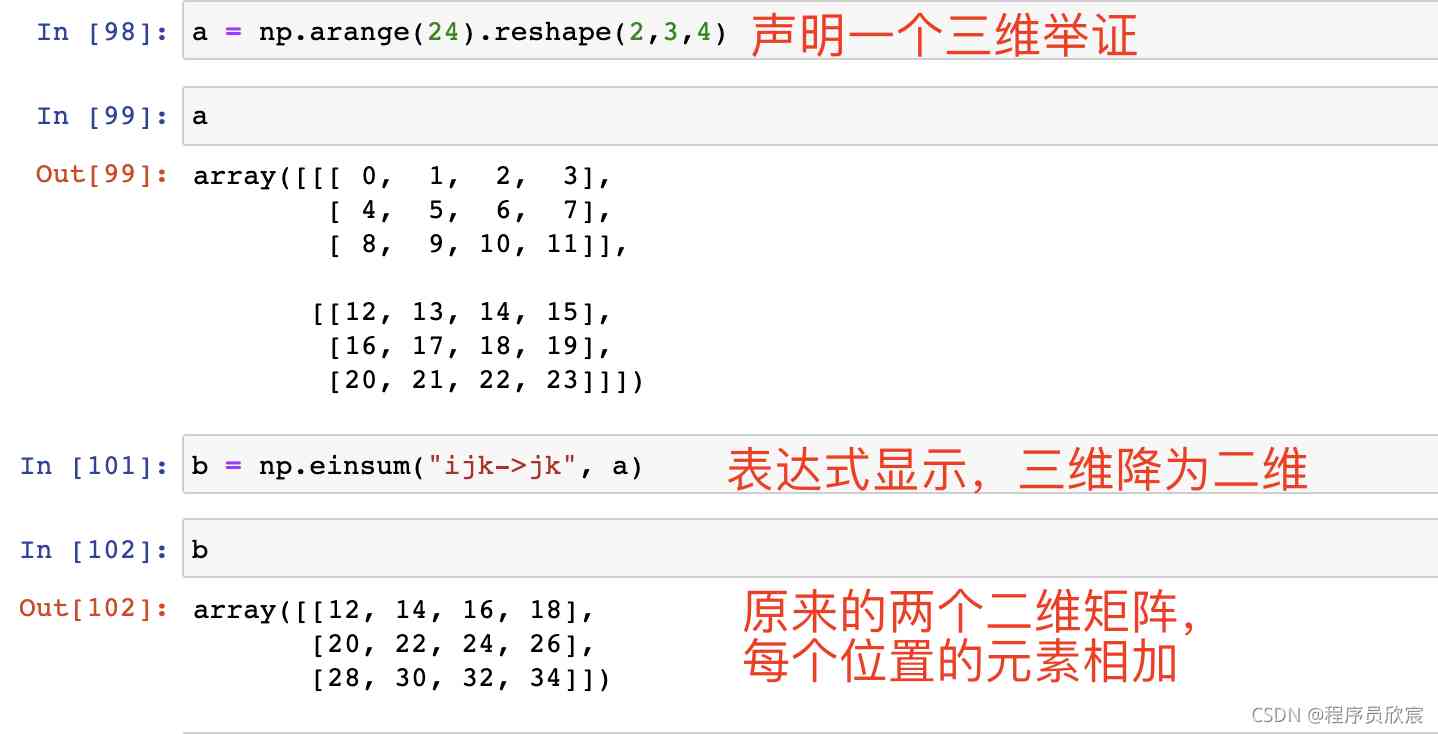 In [98]: a = np.arange(24).reshape(2,3,4) 声明一个三维举证
In [99]: a
Out[99]: array([[[ 0,  1,  2,  3],
[ 4,  5,  6,  7],
[ 8,  9, 10, 11]],
[[12, 13, 14, 15],
[16, 17, 18, 19],
[20, 21, 22, 23]]])
In [101]: b = np.einsum("ijk->jk", a) 表达式显示，三维降为二维
In [102]: b
Out[102]: array([[12, 14, 16, 18],
[20, 22, 24, 26],
[28, 30, 32, 34]])
原来的两个二维矩阵，
每个位置的元素相加
CSDN @程序员欣宸